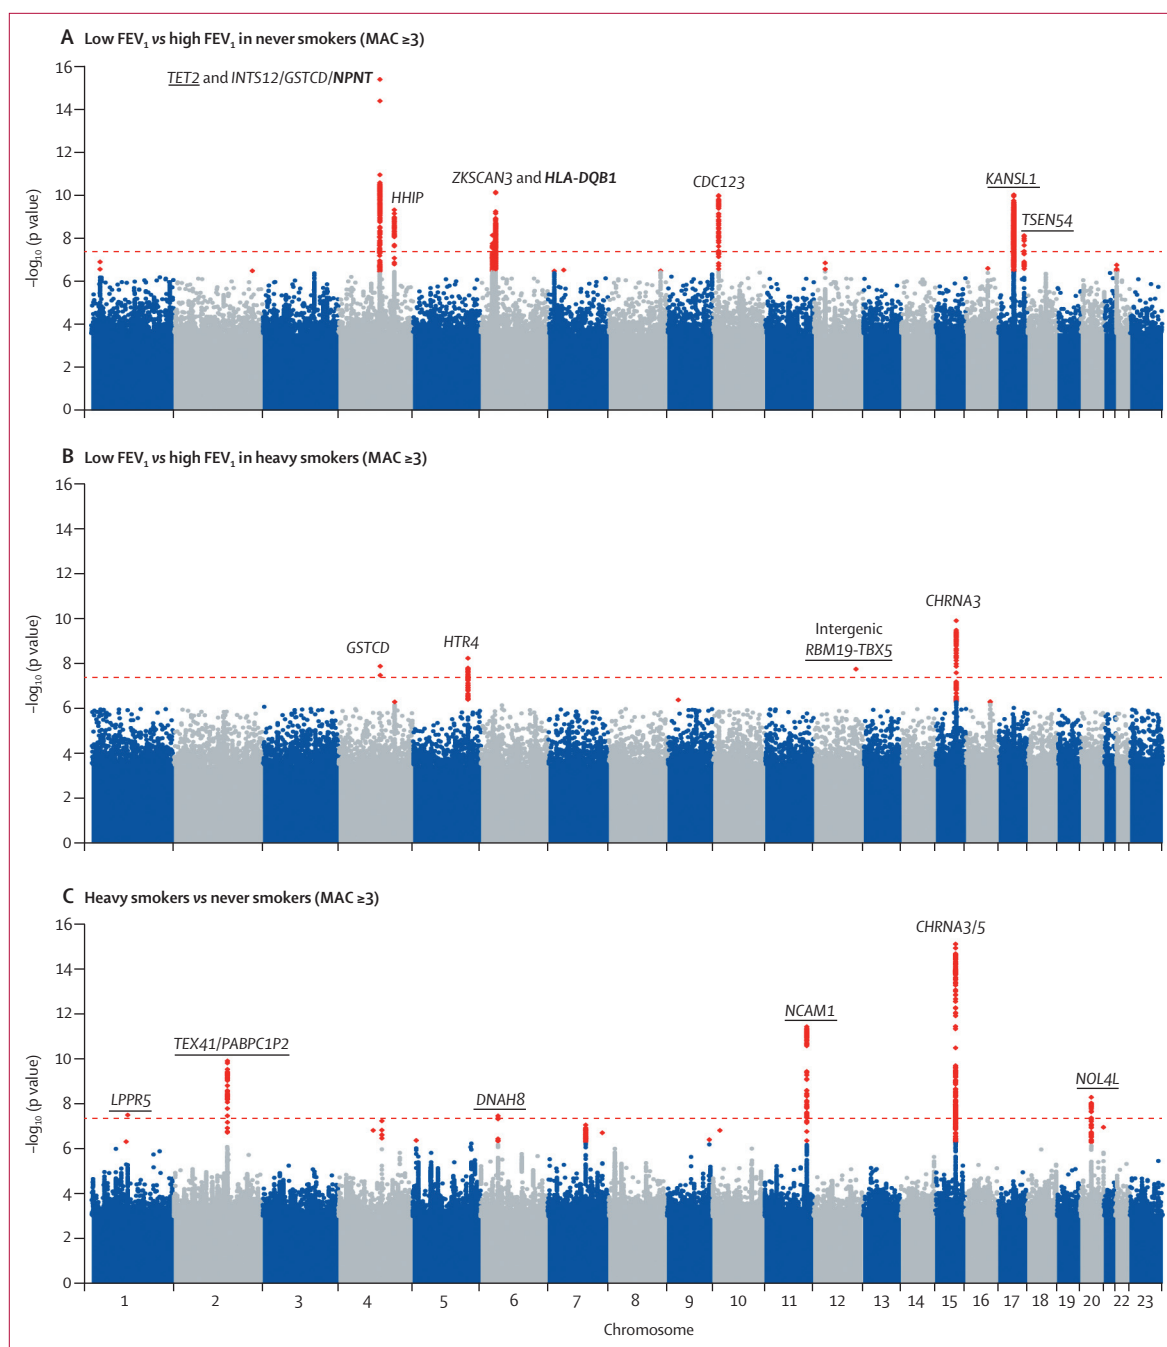 A Low FEV₁ vs high FEV₁ in never smokers (MAC ≥3)
16
14
12
10
8
6
4
2
0
–log₁₀ (p value)
TET2 and INTS12/GSTCD/NPNT
HHIP
ZKSCAN3 and HLA-DQB1
CDC123
KANSL1
TSEN54
B Low FEV₁ vs high FEV₁ in heavy smokers (MAC ≥3)
16
14
12
10
8
6
4
2
0
–log₁₀ (p value)
GSTCD
HTR4
Intergenic
RBM19-TBX5
CHRNA3
C Heavy smokers vs never smokers (MAC ≥3)
16
14
12
10
8
6
4
2
0
–log₁₀ (p value)
LPPR5
TEX41/PABPC1P2
DNAH8
NCAM1
CHRNA3/5
NOL4L
1 2 3 4 5 6 7 8 9 10 11 12 13 14 15 16 17 18 19 20 22 23
Chromosome